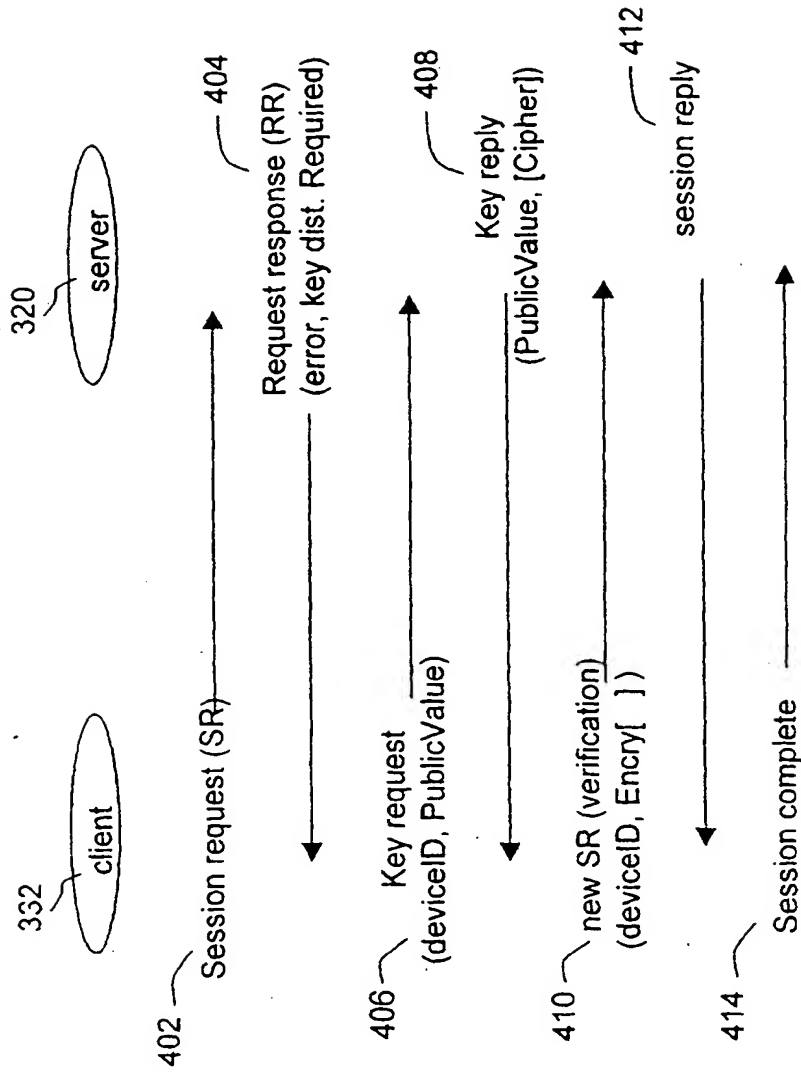 332
client
320
server
402
Session request (SR)
404
Request response (RR)
(error, key dist. Required)
406
Key request
(deviceID, PublicValue)
408
Key reply
(PublicValue, [Cipher])
410
new SR (verification)
(deviceID, Encry[ ] )
412
session reply
414
Session complete